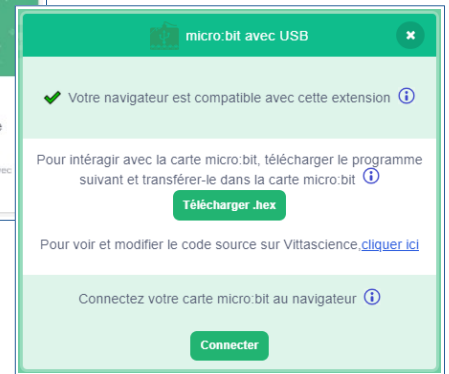 micro:bit avec USB
Votre navigateur est compatible avec cette extension
Pour intéragir avec la carte micro:bit, télécharger le programme
suivant et transférer-le dans la carte micro:bit
Télécharger .hex
Pour voir et modifier le code source sur Vittascience,cliquer ici
Connectez votre carte micro:bit au navigateur
Connecter